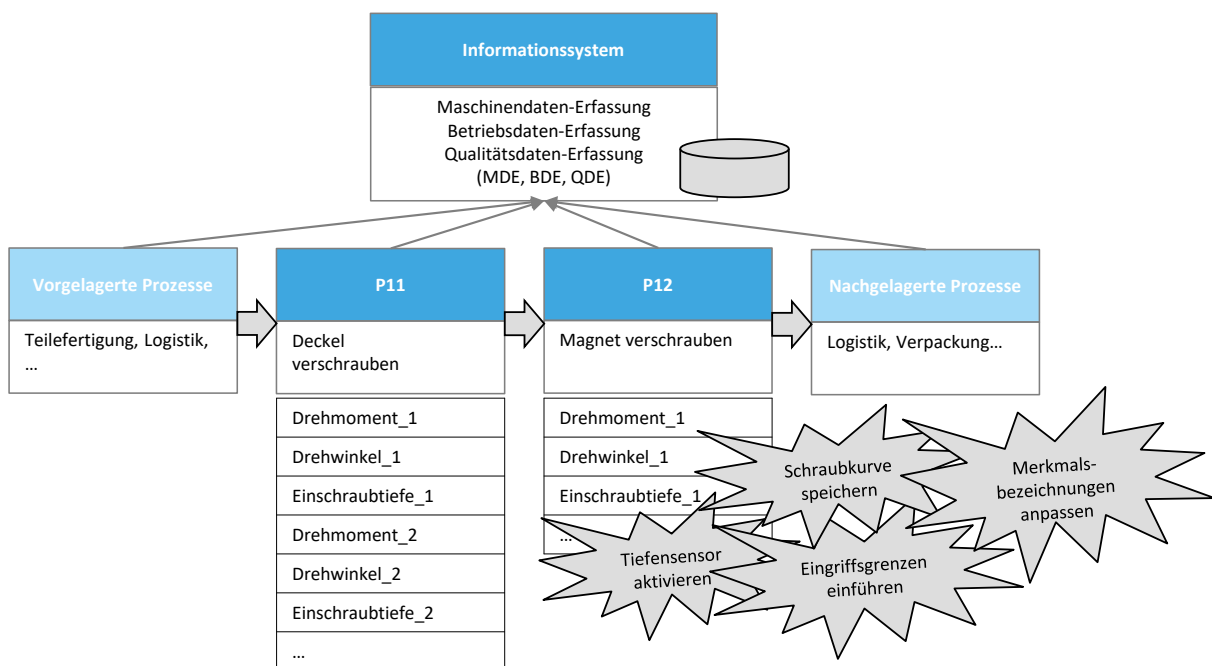 Informationssystem
Maschinendaten-Erfassung
Betriebsdaten-Erfassung
Qualitätsdaten-Erfassung
(MDE, BDE, QDE)
Vorgelagerte Prozesse
Teilefertigung, Logistik,
...
P11
Deckel
verschrauben
Drehmoment_1
Drehwinkel_1
Einschraubtiefe_1
Drehmoment_2
Drehwinkel_2
Einschraubtiefe_2
...
P12
Magnet verschrauben
Drehmoment_1
Drehwinkel_1
Einschraubtiefe_1
...
Nachgelagerte Prozesse
Logistik, Verpackung...
Schraubkurve
speichern
Merkmals-
bezeichnungen
anpassen
Tiefensensor
aktivieren
Eingriffsgrenzen
einführen